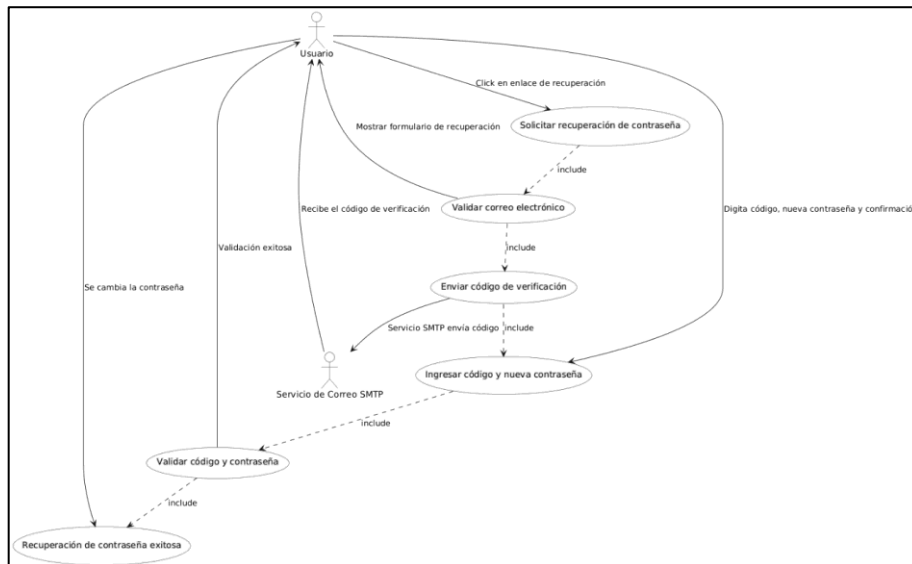 Usuario
Click en enlace de recuperación
Solicitar recuperación de contraseña
Mostrar formulario de recuperación
include
Validar correo electrónico
Recibe el código de verificación
Digita código, nueva contraseña y confirmació
Validación exitosa
include
Enviar código de verificación
Se cambia la contraseña
Servicio SMTP envía código
include
Ingresar código y nueva contraseña
Servicio de Correo SMTP
include
Validar código y contraseña
include
Recuperación de contraseña exitosa